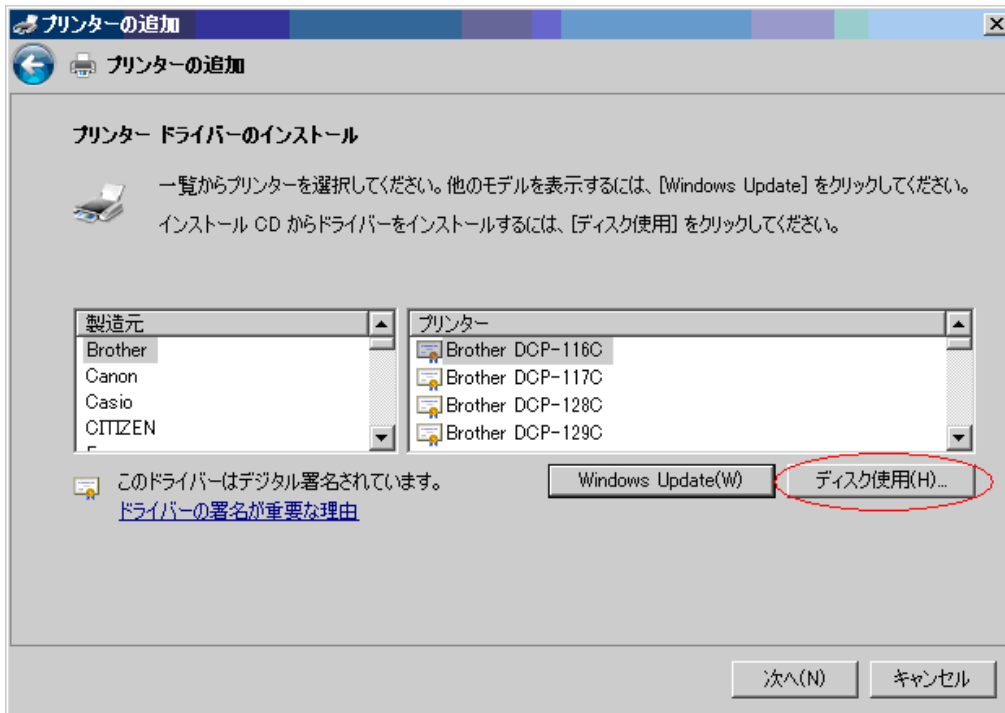 プリンターの追加
プリンターの追加
プリンター ドライバーのインストール
一覧からプリンターを選択してください。他のモデルを表示するには、[Windows Update] をクリックしてください。
インストール CD からドライバーをインストールするには、[ディスク使用] をクリックしてください。
製造元
Brother
Canon
Casio
CITIZEN
プリンター
Brother DCP-116C
Brother DCP-117C
Brother DCP-128C
Brother DCP-129C
このドライバーはデジタル署名されています。
ドライバーの署名が重要な理由
Windows Update(W)
ディスク使用(H)...
次へ(N)
キャンセル